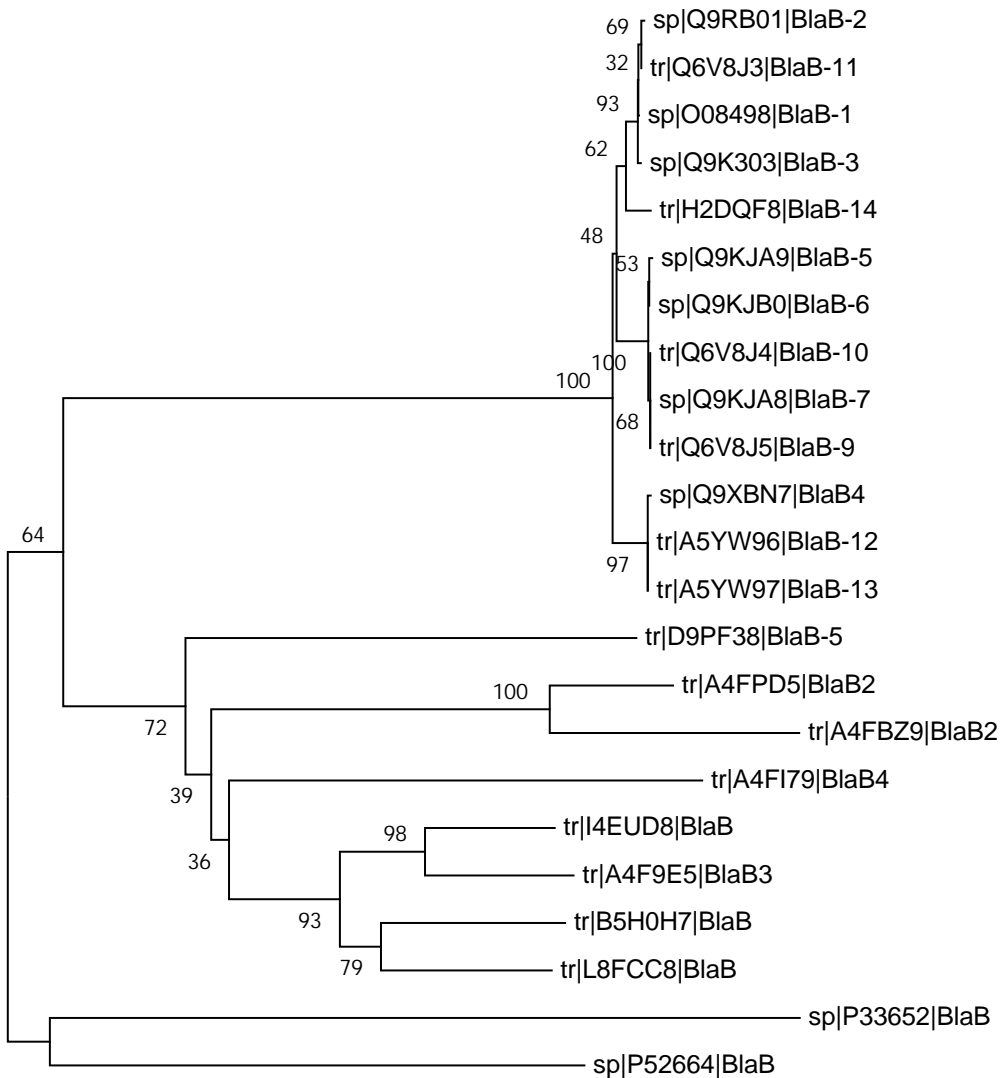 69
sp|Q9RB01|BlaB-2
32
tr|Q6V8J3|BlaB-11
93
sp|O08498|BlaB-1
62
sp|Q9K303|BlaB-3
tr|H2DQF8|BlaB-14
48
53
sp|Q9KJA9|BlaB-5
sp|Q9KJB0|BlaB-6
tr|Q6V8J4|BlaB-10
100
100
sp|Q9KJA8|BlaB-7
68
tr|Q6V8J5|BlaB-9
sp|Q9XBN7|BlaB4
64
tr|A5YW96|BlaB-12
97
tr|A5YW97|BlaB-13
tr|D9PF38|BlaB-5
100
tr|A4FPD5|BlaB2
72
tr|A4FBZ9|BlaB2
39
tr|A4FI79|BlaB4
98
tr|I4EUD8|BlaB
36
tr|A4F9E5|BlaB3
93
tr|B5H0H7|BlaB
79
tr|L8FCC8|BlaB
sp|P33652|BlaB
sp|P52664|BlaB